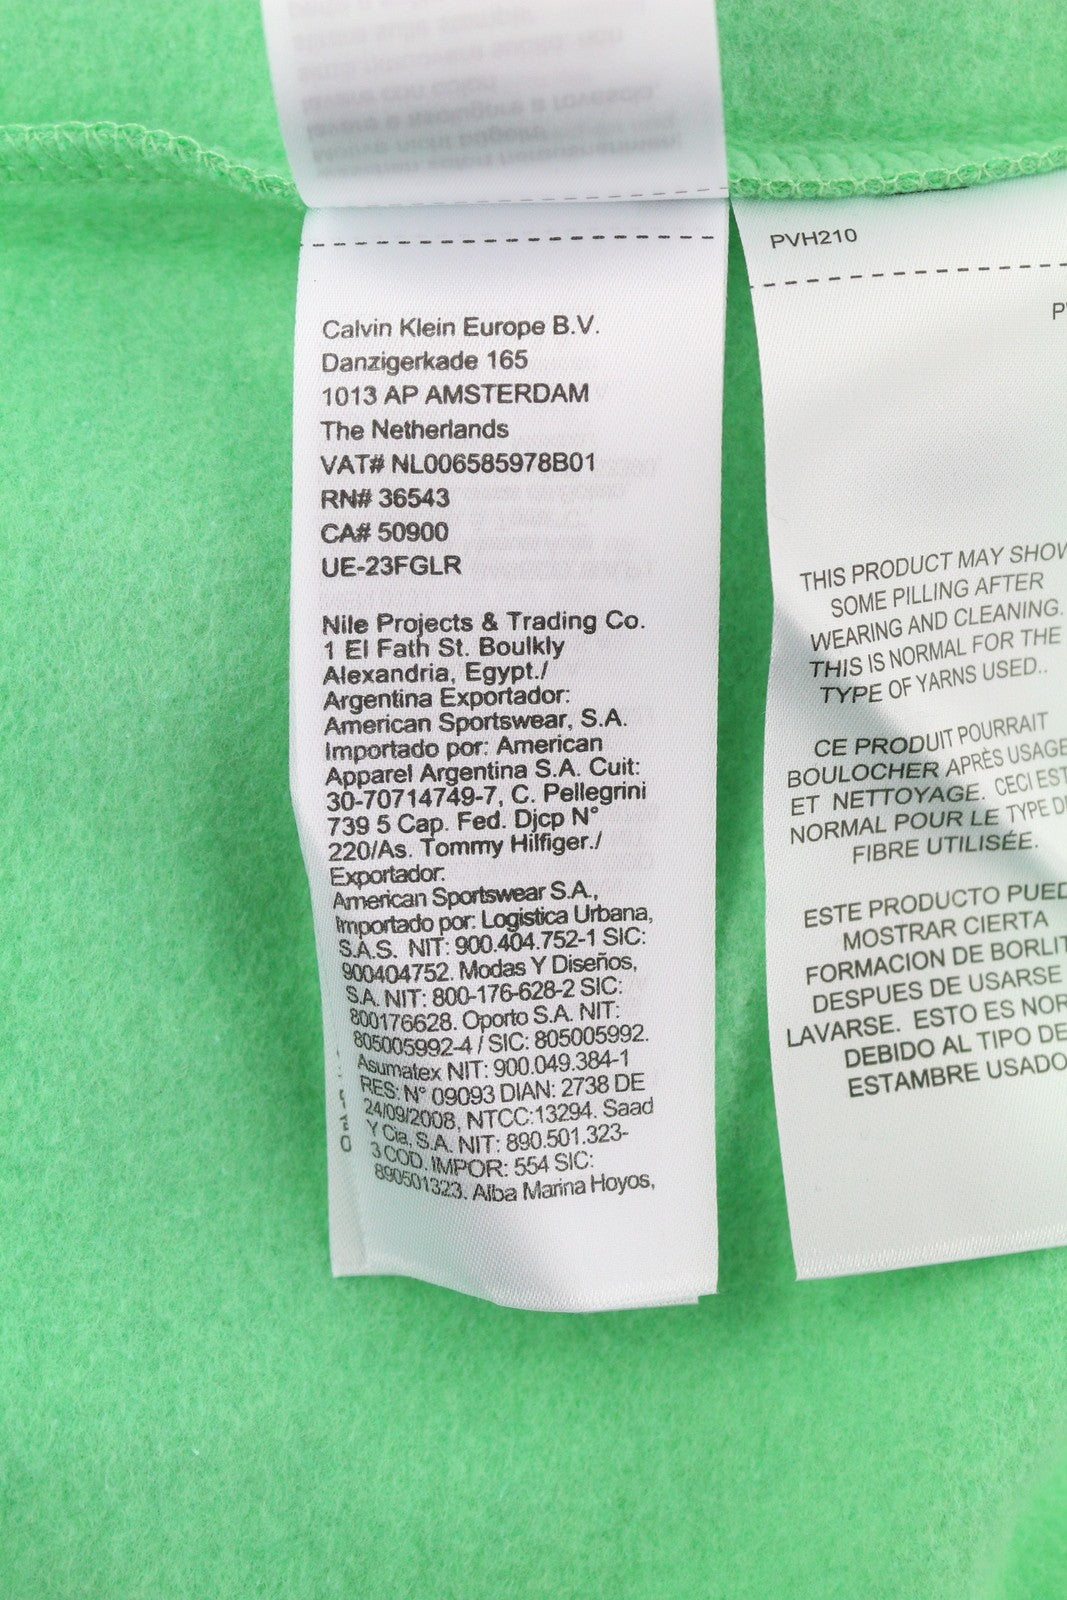 Calvin Klein Europe B.V.
Danzigerkade 165
1013 AP AMSTERDAM
The Netherlands
VAT# NL006585978B01
RN# 36543
CA# 50900
UE-23FGLR
Nile Projects & Trading Co.
1 El Fath St. Boulkly
Alexandria, Egypt./
Argentina Exportador:
American Sportswear, S.A.
Importado por: American
Apparel Argentina S.A. Cuit:
30-70714749-7, C. Pellegrini
739 5 Cap. Fed. Djcp N°
220/As. Tommy Hilfiger./
Exportador:
American Sportswear S.A.,
Importado por: Logistica Urbana,
S.A.S. NIT: 900.404.752-1 SIC:
900404752. Modas Y Diseños,
S.A. NIT: 800-176-628-2 SIC:
800176628. Oporto S.A. NIT:
805005992-4 / SIC: 805005992.
Asumatex NIT: 900.049.384-1
RES: N° 09093 DIAN: 2738 DE
24/09/2008, NTCC:13294. Saad
Y Cia, S.A. NIT: 890.501.323-
3 COD. IMPOR: 554 SIC:
890501323. Alba Marina Hoyos,
PVH210
P
THIS PRODUCT MAY SHOW
SOME PILLING AFTER
WEARING AND CLEANING.
THIS IS NORMAL FOR THE
TYPE OF YARNS USED..
CE PRODUIT POURRAIT
BOULOCHER APRÈS USAGE
ET NETTOYAGE. CECI EST
NORMAL POUR LE TYPE D
FIBRE UTILISÉE.
ESTE PRODUCTO PUED
MOSTRAR CIERTA
FORMACION DE BORLIT
DESPUES DE USARSE
LAVARSE. ESTO ES NOR
DEBIDO AL TIPO DE
ESTAMBRE USADO